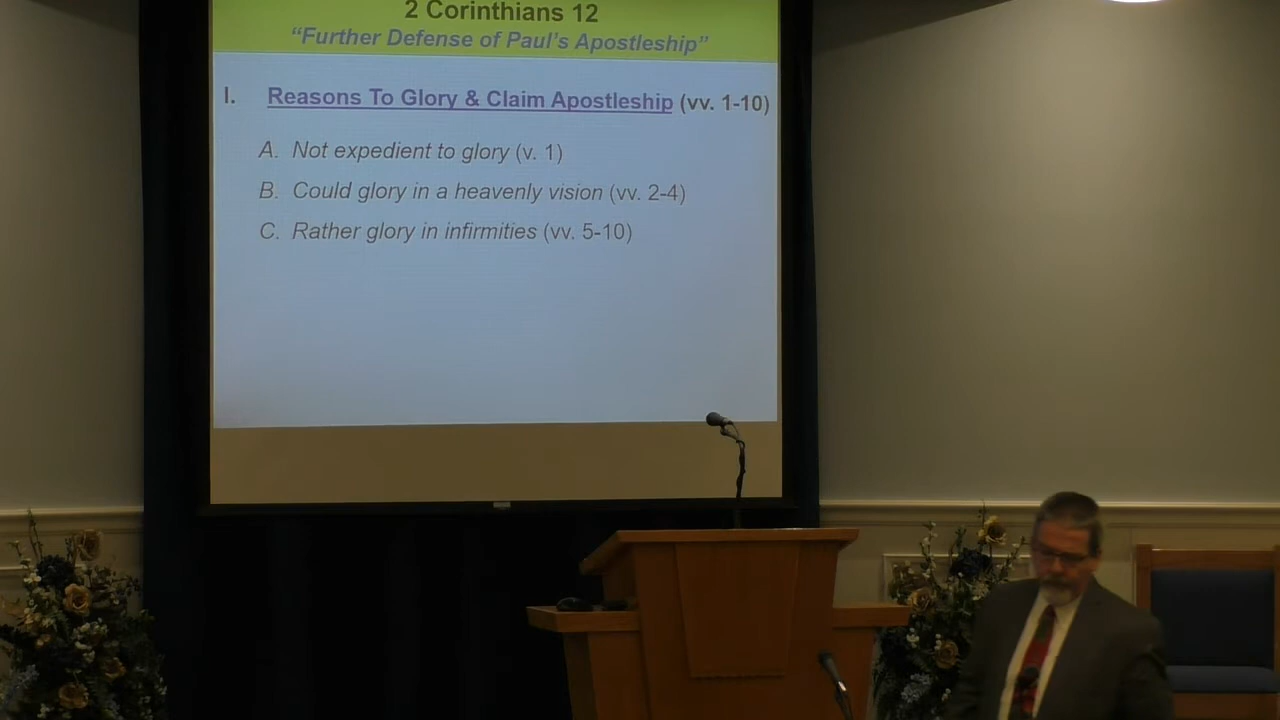 2 Corinthians 12
“Further Defense of Paul’s Apostleship”
I. Reasons To Glory & Claim Apostleship (vv. 1-10)
A. Not expedient to glory (v. 1)
B. Could glory in a heavenly vision (vv. 2-4)
C. Rather glory in infirmities (vv. 5-10)